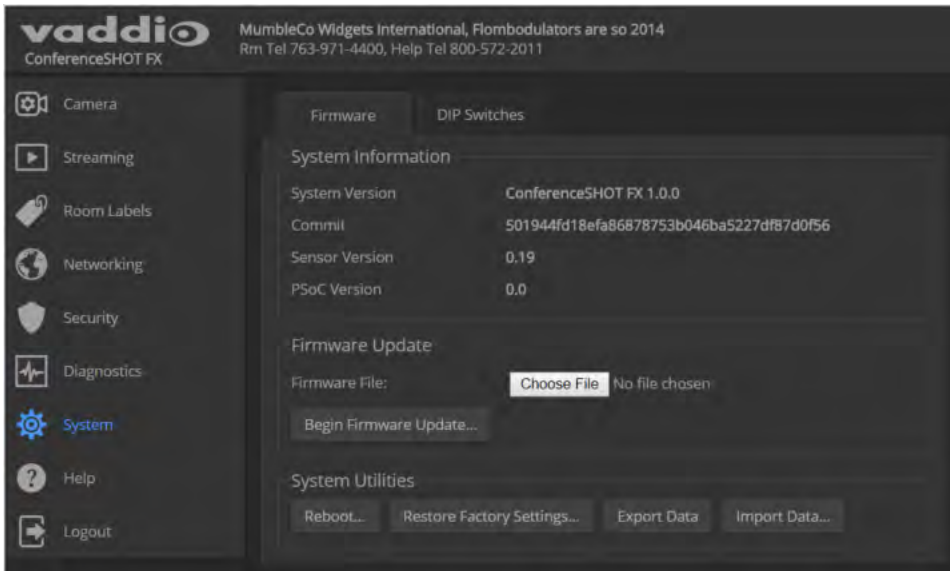 vaddio
ConferenceSHOT FX
MumbleCo Widgets International, Flombodulators are so 2014
Rm Tel 763-971-4400, Help Tel 800-572-2011
Camera
Streaming
Room Labels
Networking
Security
Diagnostics
System
Help
Logout
Firmware DIP Switches
System Information
System Version ConferenceSHOT FX 1.0.0
Commit 501944fd18efa86878753b046ba5227df87d0f56
Sensor Version 0.19
PSoC Version 0.0
Firmware Update
Firmware File: Choose File No file chosen
Begin Firmware Update...
System Utilities
Reboot... Restore Factory Settings... Export Data Import Data...